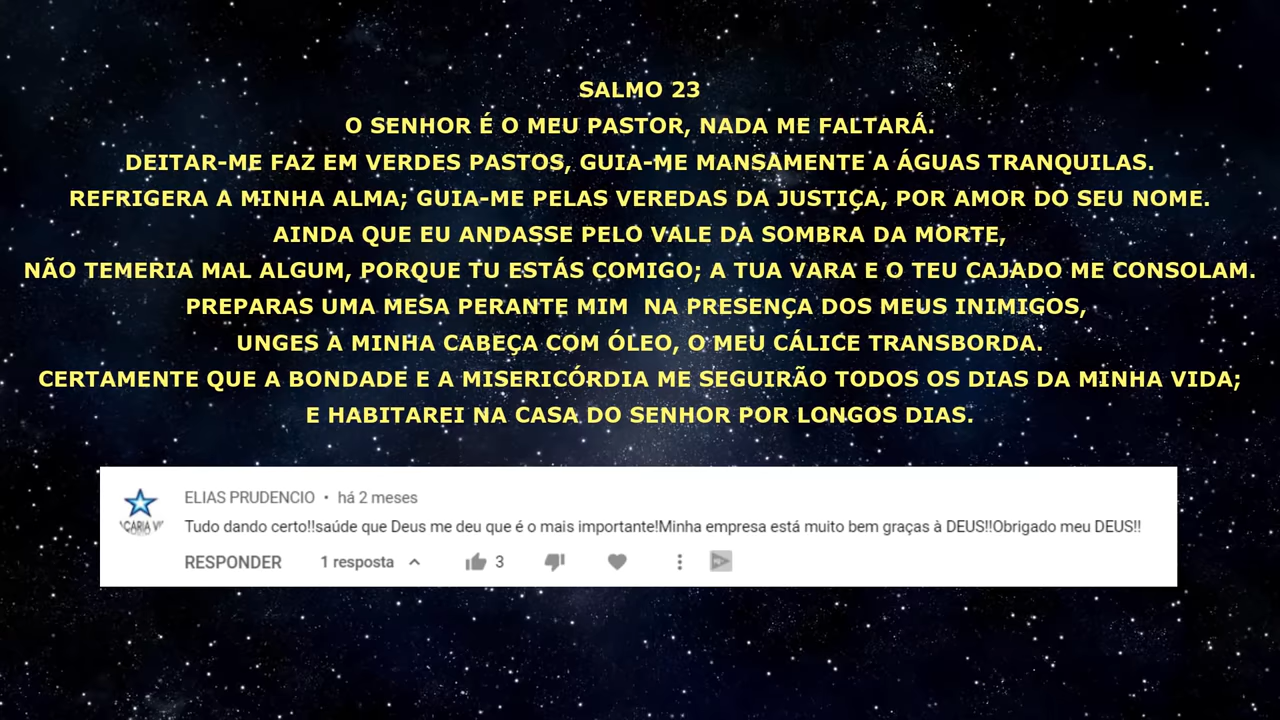 SALMO 23
O SENHOR É O MEU PASTOR, NADA ME FALTARÁ.
DEITAR-ME FAZ EM VERDES PASTOS, GUIA-ME MANSAMENTE A ÁGUAS TRANQUILAS.
REFRIGERA A MINHA ALMA; GUIA-ME PELAS VEREDAS DA JUSTIÇA, POR AMOR DO SEU NOME.
AINDA QUE EU ANDASSE PELO VALE DA SOMBRA DA MORTE,
NÃO TEMERIA MAL ALGUM, PORQUE TU ESTÁS COMIGO; A TUA VARA E O TEU CAJADO ME CONSOLAM.
PREPARAS UMA MESA PERANTE MIM  NA PRESENÇA DOS MEUS INIMIGOS,
UNGES A MINHA CABEÇA COM ÓLEO, O MEU CÁLICE TRANSBORDA.
CERTAMENTE QUE A BONDADE E A MISERICÓRDIA ME SEGUIRÃO TODOS OS DIAS DA MINHA VIDA;
E HABITAREI NA CASA DO SENHOR POR LONGOS DIAS.
ELIAS PRUDENCIO • há 2 meses
Tudo dando certo!!saúde que Deus me deu que é o mais importante!Minha empresa está muito bem graças à DEUS!!Obrigado meu DEUS!!
RESPONDER 1 resposta 3